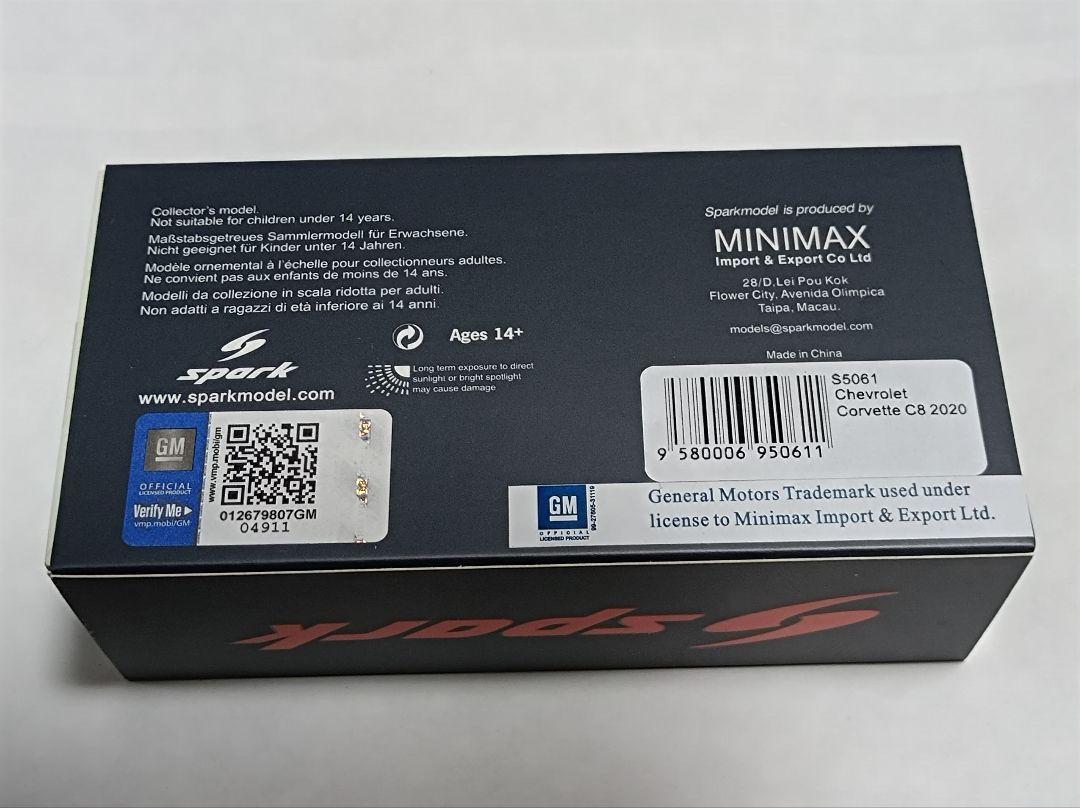 Collector's model.
Not suitable for children under 14 years.
Maßstabsgetreues Sammlermodell für Erwachsene.
Nicht geeignet für Kinder unter 14 Jahren.
Modèle ornemental à l'échelle pour collectionneurs adultes.
Ne convient pas aux enfants de moins de 14 ans.
Modelli da collezione in scala ridotta per adulti.
Non adatti a ragazzi di età inferiore ai 14 anni.
Ages 14+
spark
www.sparkmodel.com
Long term exposure to direct
sunlight or bright spotlight
may cause damage
GM
OFFICIAL
LICENSED PRODUCT
Verify Me
vmp.mobi/GM
www.vmp.mobi/gm
012679807GM
04911
Sparkmodel is produced by
MINIMAX
Import & Export Co Ltd
28/D.Lei Pou Kok
Flower City, Avenida Olimpica
Taipa, Macau.
models@sparkmodel.com
Made in China
S5061
Chevrolet
Corvette C8 2020
9 580006 950611
GM
OFFICIAL
LICENSED PRODUCT
General Motors Trademark used under
license to Minimax Import & Export Ltd.
spark